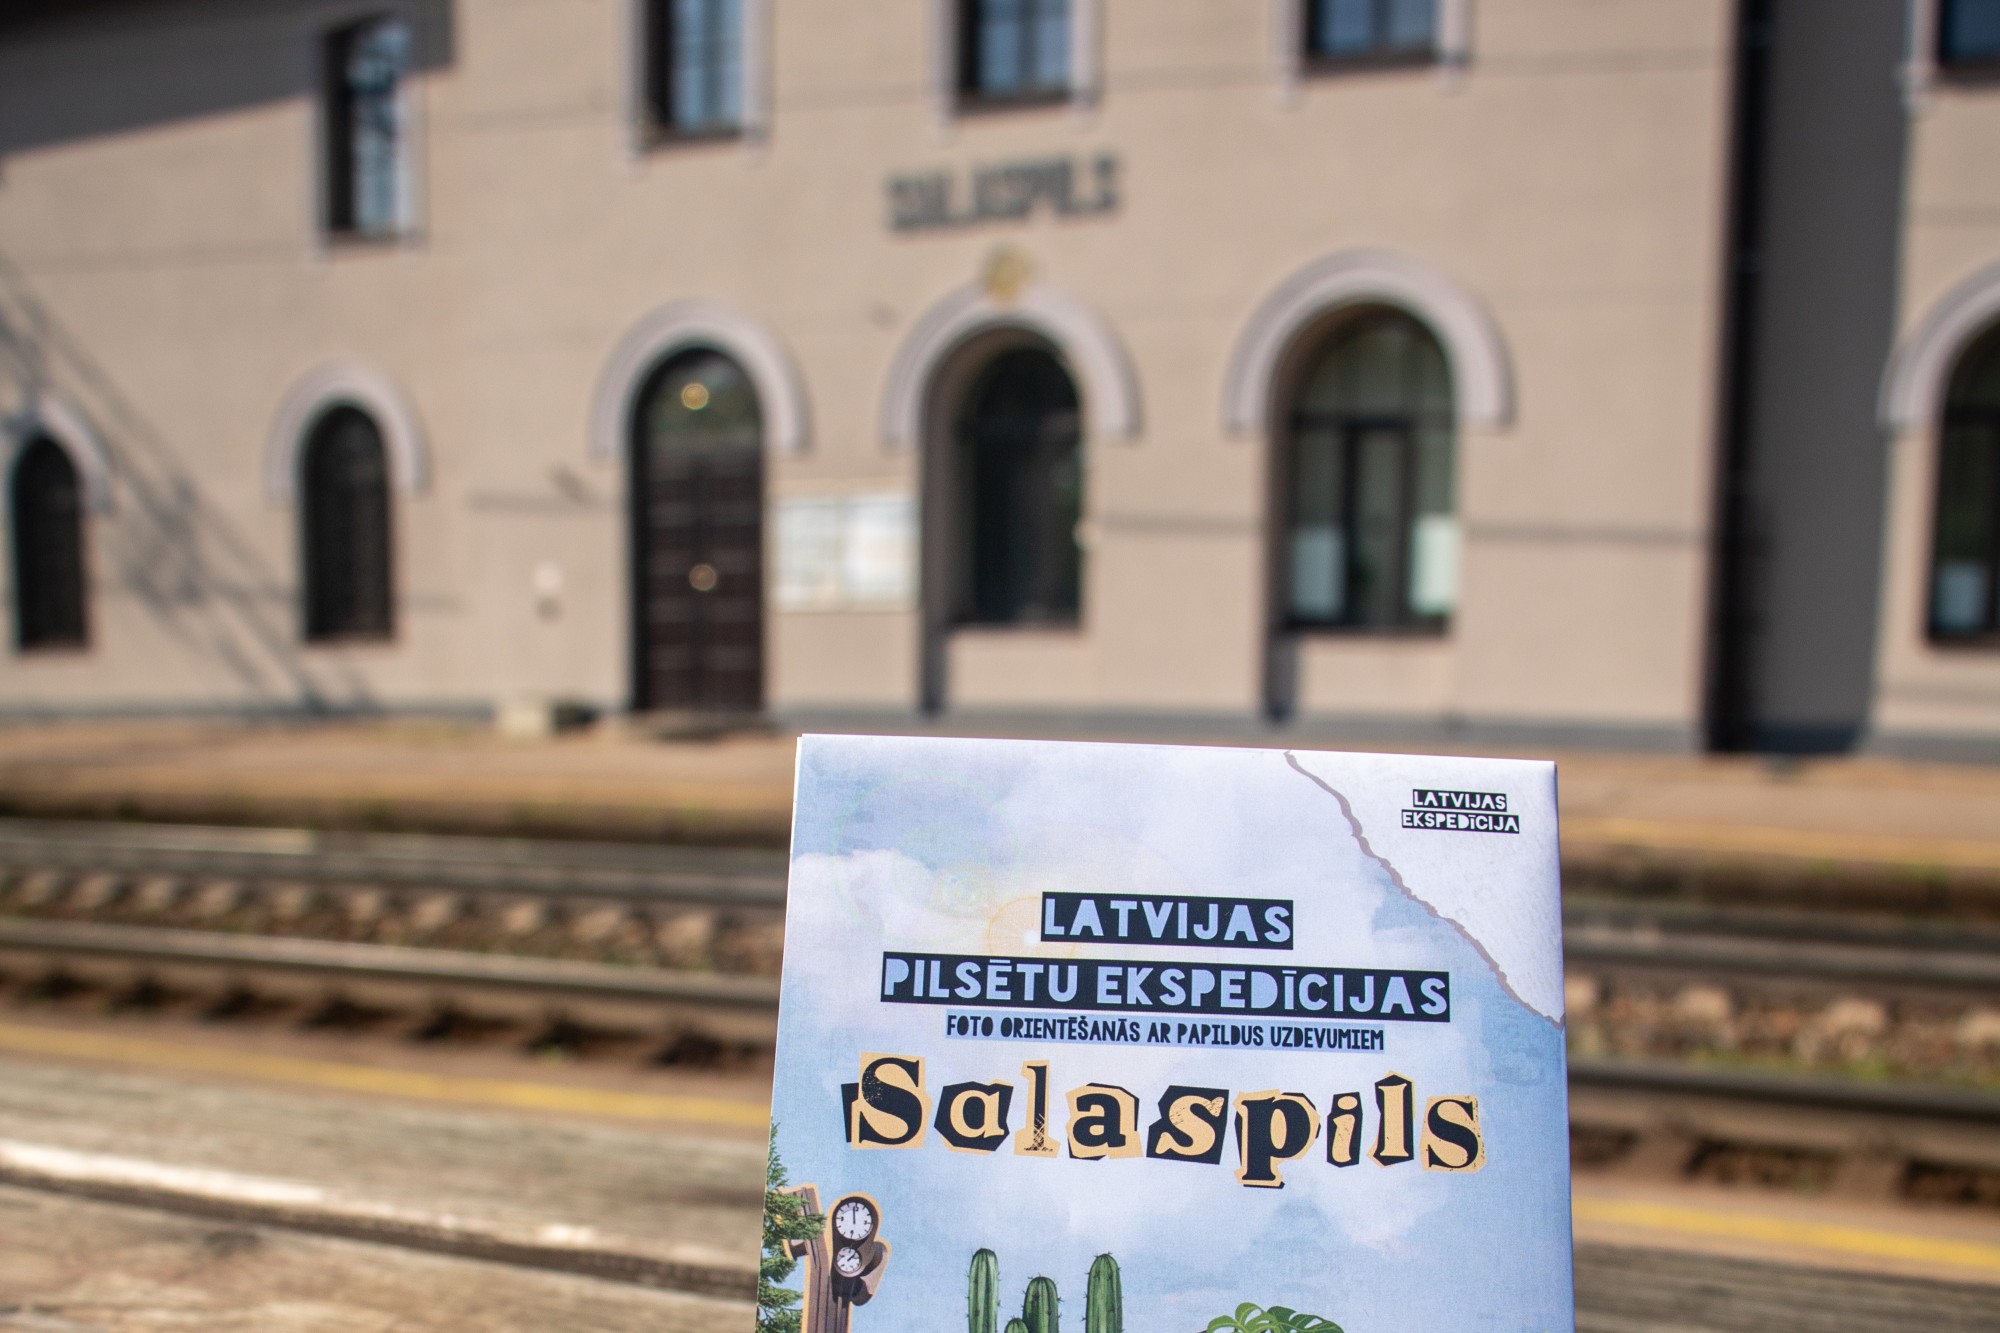 SALASPILS
LATVIJAS
EKSPEDĪCIJA
LATVIJAS
PILSĒTU EKSPEDĪCIJAS
FOTO ORIENTĒŠANĀS AR PAPILDUS UZDEVUMIEM
Salaspils